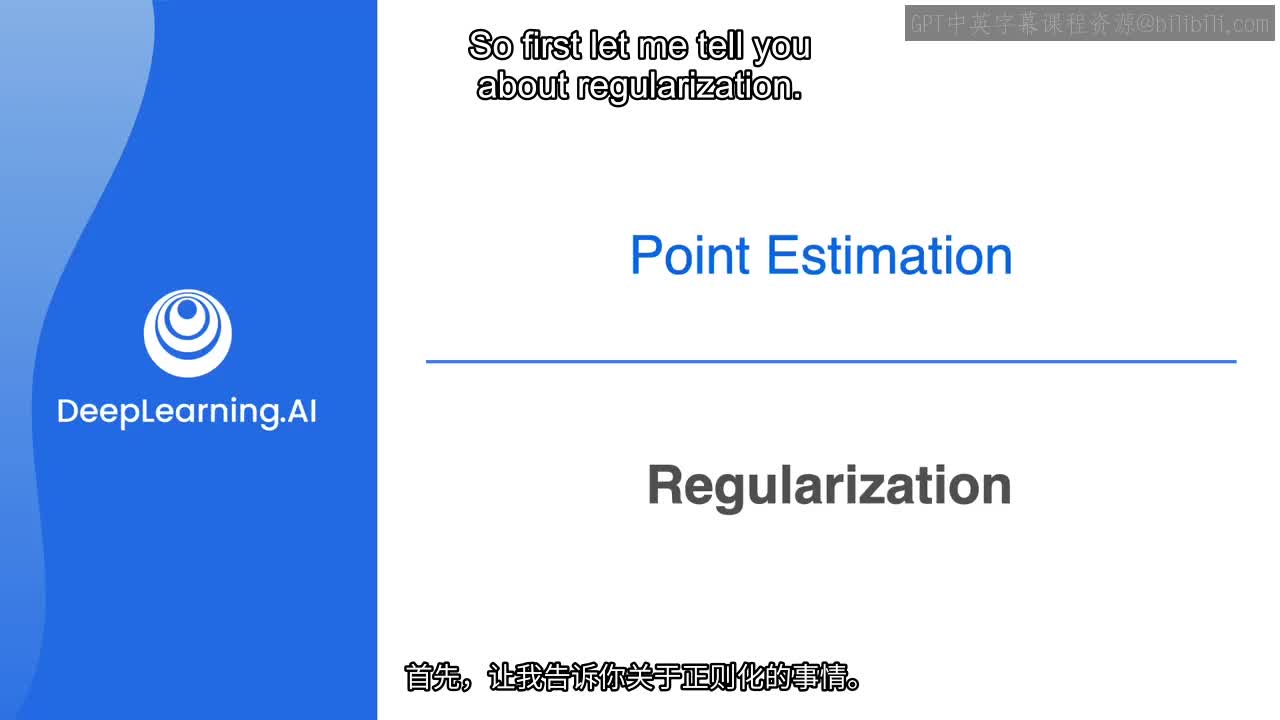 GPT中英字幕课程资源@bilibili.com
So first let me tell you
about regularization.
Point Estimation
DeepLearning.AI
Regularization
首先，让我告诉你关于正则化的事情。